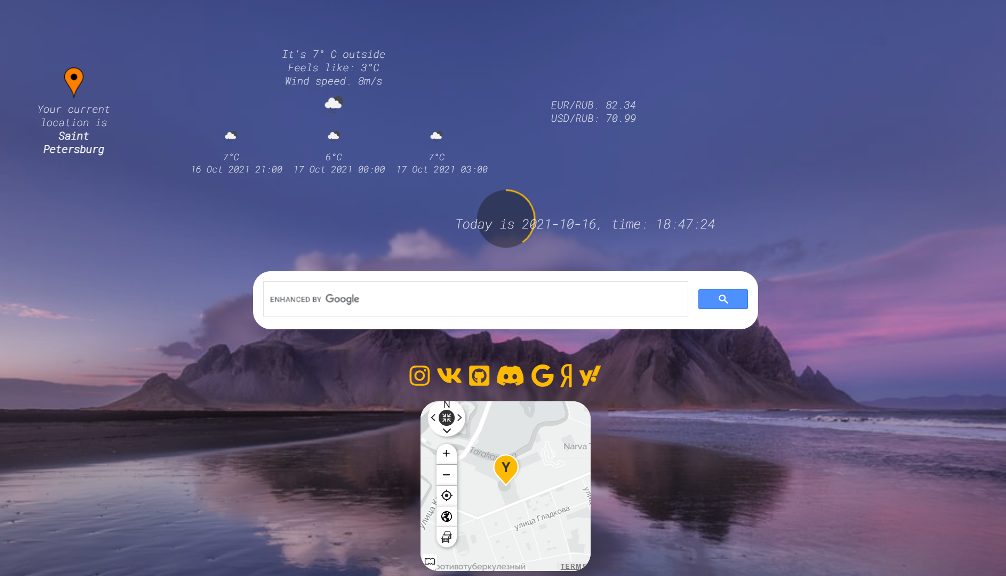 It's 7° C outside
Feels like: 3°C
Wind speed: 8m/s
Your current
location is
Saint
Petersburg
7°C
16 Oct 2021 21:00
6°C
17 Oct 2021 00:00
7°C
17 Oct 2021 03:00
EUR/RUB: 82.34
USD/RUB: 70.99
Today is 2021-10-16, time: 18:47:24
ENHANCED BY Google
N
Narva
Y
улица Гладкова
улица
ротивотуберкулезный
TERMS